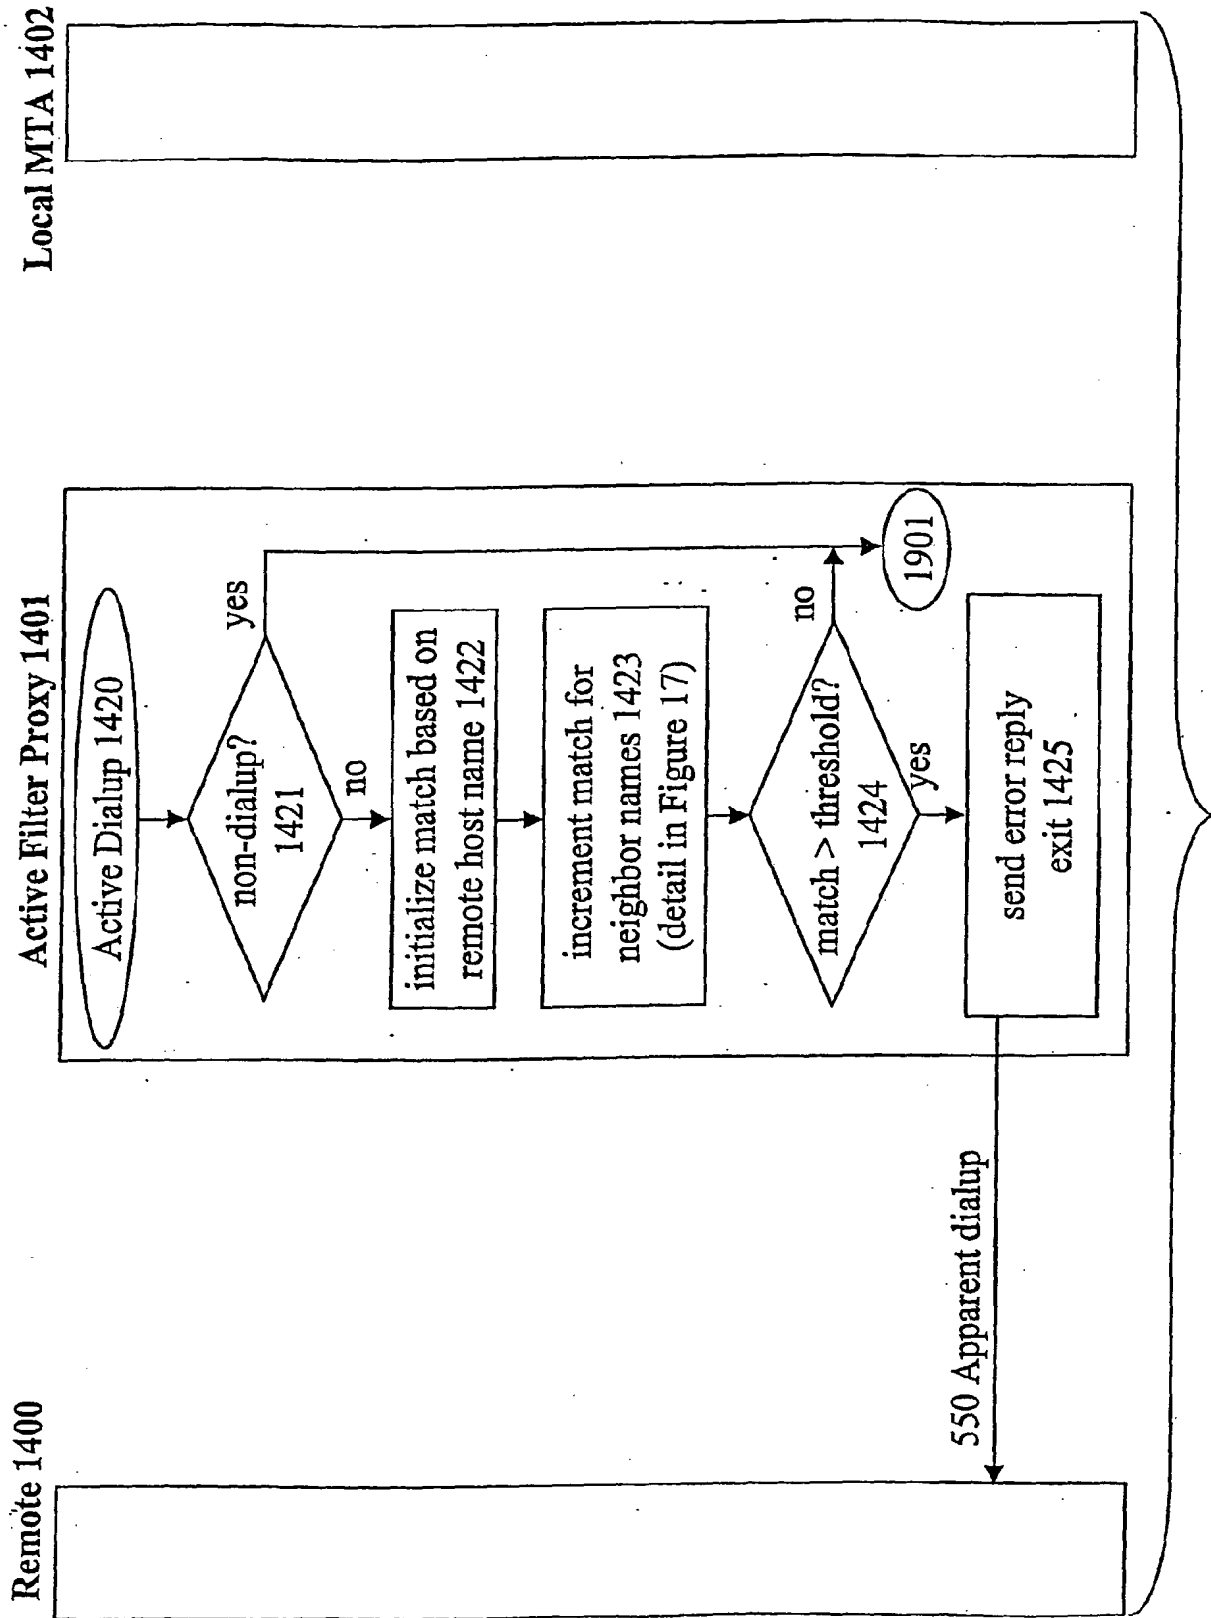 Remote 1400
Active Filter Proxy 1401
Local MTA 1402
Active Dialup 1420
non-dialup?
1421
yes
no
initialize match based on
remote host name 1422
increment match for
neighbor names 1423
(detail in Figure 17)
match > threshold?
1424
no
yes
1901
send error reply
exit 1425
550 Apparent dialup